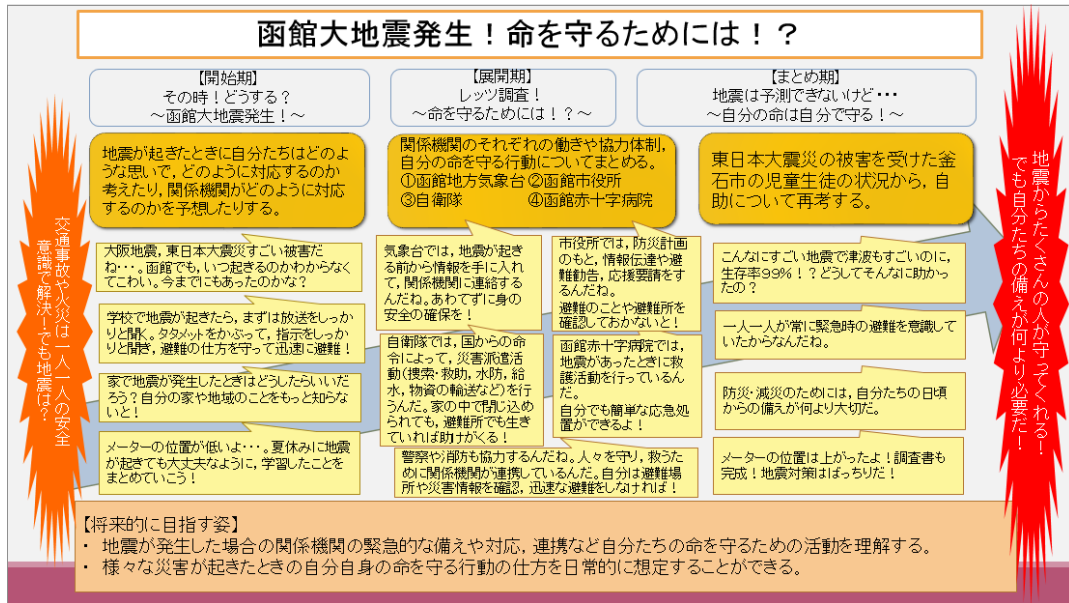 函館大地震発生！命を守るためには！？
【開始期】
その時！どうする？
～函館大地震発生！～
【展開期】
レッツ調査！
～命を守るためには！？～
【まとめ期】
地震は予測できないけど・・・
～自分の命は自分で守る！～
交通事故や火災は一人一人の安全
意識で解決！でも地震は？
地震が起きたときに自分たちはどのよ
うな思いで，どのように対応するのか
考えたり，関係機関がどのように対応
するのかを予想したりする。
大阪地震，東日本大震災すごい被害だ
ね・・・。函館でも，いつ起きるのかわからなく
てこわい。今までにもあったのかな？
学校で地震が起きたら，まずは放送をしっか
りと聞く。タタメットをかぶって，指示をしっか
りと聞き，避難の仕方を守って迅速に避難！
家で地震が発生したときはどうしたらいいだ
ろう？自分の家や地域のことをもっと知らな
いと！
メーターの位置が低いよ・・・。夏休みに地震
が起きても大丈夫なように，学習したことを
まとめていこう！
関係機関のそれぞれの働きや協力体制，
自分の命を守る行動についてまとめる。
①函館地方気象台 ②函館市役所
③自衛隊 ④函館赤十字病院
気象台では，地震が起き
る前から情報を手に入れ
て，関係機関に連絡する
んだね。あわてずに身の
安全の確保を！
自衛隊では，国からの命
令によって，災害派遣活
動（捜索・救助，水防，給
水，物資の輸送など）を行
うんだ。家の中で閉じ込め
られても，避難所でも生き
ていれば助けがくる！
市役所では，防災計画
のもと，情報伝達や避
難勧告，応援要請をす
るんだな。
避難のことや避難所を
確認しておかないと！
函館赤十字病院では，
地震があったときに救
護活動を行っているん
だ。
自分でも簡単な応急処
置ができるよ！
警察や消防も協力するんだね。人々を守り，救うた
めに関係機関が連携しているんだ。自分は避難場
所や災害情報を確認，迅速な避難をしなければ！
東日本大震災の被害を受けた釜
石市の児童生徒の状況から，自
助について再考する。
こんなにすごい地震で津波もすごいのに，
生存率９９％！？どうしてそんなに助かっ
たの？
一人一人が常に緊急時の避難を意識して
いたからなんだね。
防災・減災のためには，自分たちの日頃
からの備えが何より大切だ。
メーターの位置は上がったよ！調査書も
完成！地震対策はばっちりだ！
地震からたくさんの人が守ってくれる！
でも自分たちの備えが何より必要だ！
【将来的に目指す姿】
・ 地震が発生した場合の関係機関の緊急的な備えや対応，連携など自分たちの命を守るための活動を理解する。
・ 様々な災害が起きたときの自分自身の命を守る行動の仕方を日常的に想定することができる。